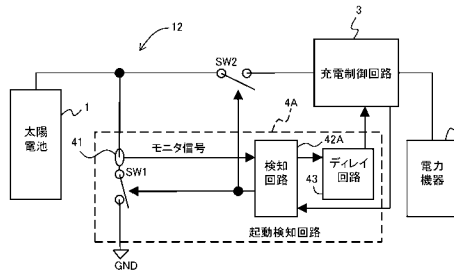 12
3
SW2
充電制御回路
1
太陽
電池
4A
41
モニタ信号
42A
SW1
検知
回路
ディレイ
回路
43
電力
機器
起動検知回路
GND